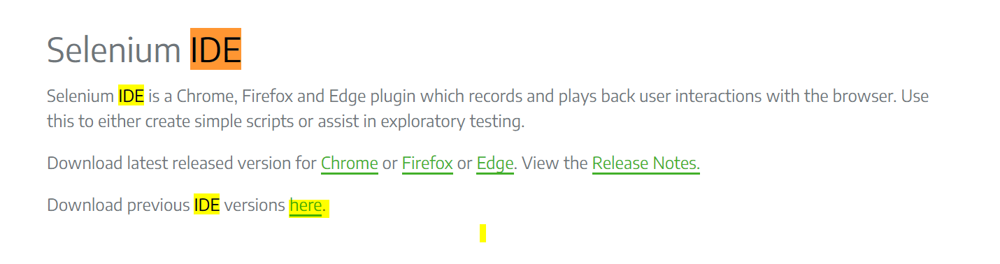 Selenium IDE
Selenium IDE is a Chrome, Firefox and Edge plugin which records and plays back user interactions with the browser. Use
this to either create simple scripts or assist in exploratory testing.
Download latest released version for Chrome or Firefox or Edge. View the Release Notes.
Download previous IDE versions here.